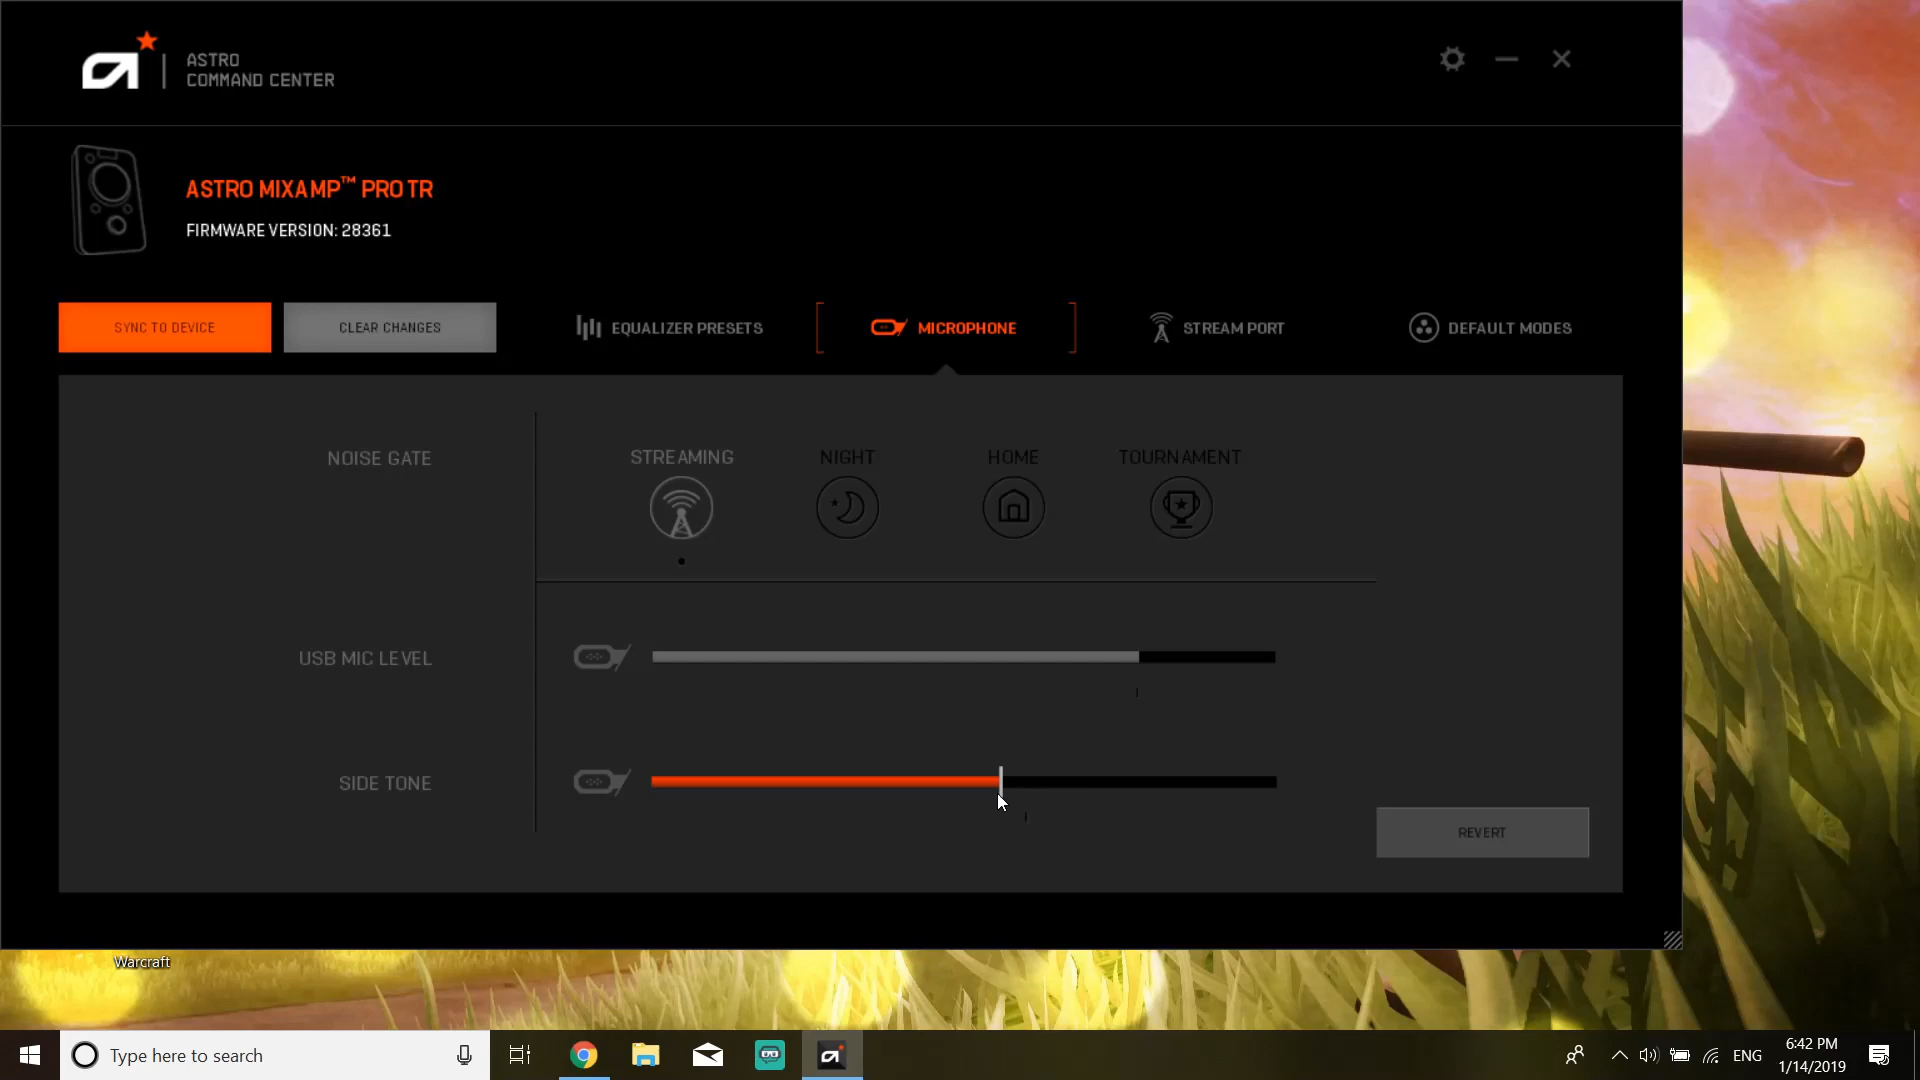 ASTRO
COMMAND CENTER
ASTRO MIXAMP™ PRO TR
FIRMWARE VERSION: 28361
SYNC TO DEVICE
CLEAR CHANGES
EQUALIZER PRESETS
MICROPHONE
STREAM PORT
DEFAULT MODES
NOISE GATE
STREAMING
NIGHT
HOME
TOURNAMENT
USB MIC LEVEL
SIDE TONE
REVERT
Warcraft
Type here to search
ENG
6:42 PM
1/14/2019